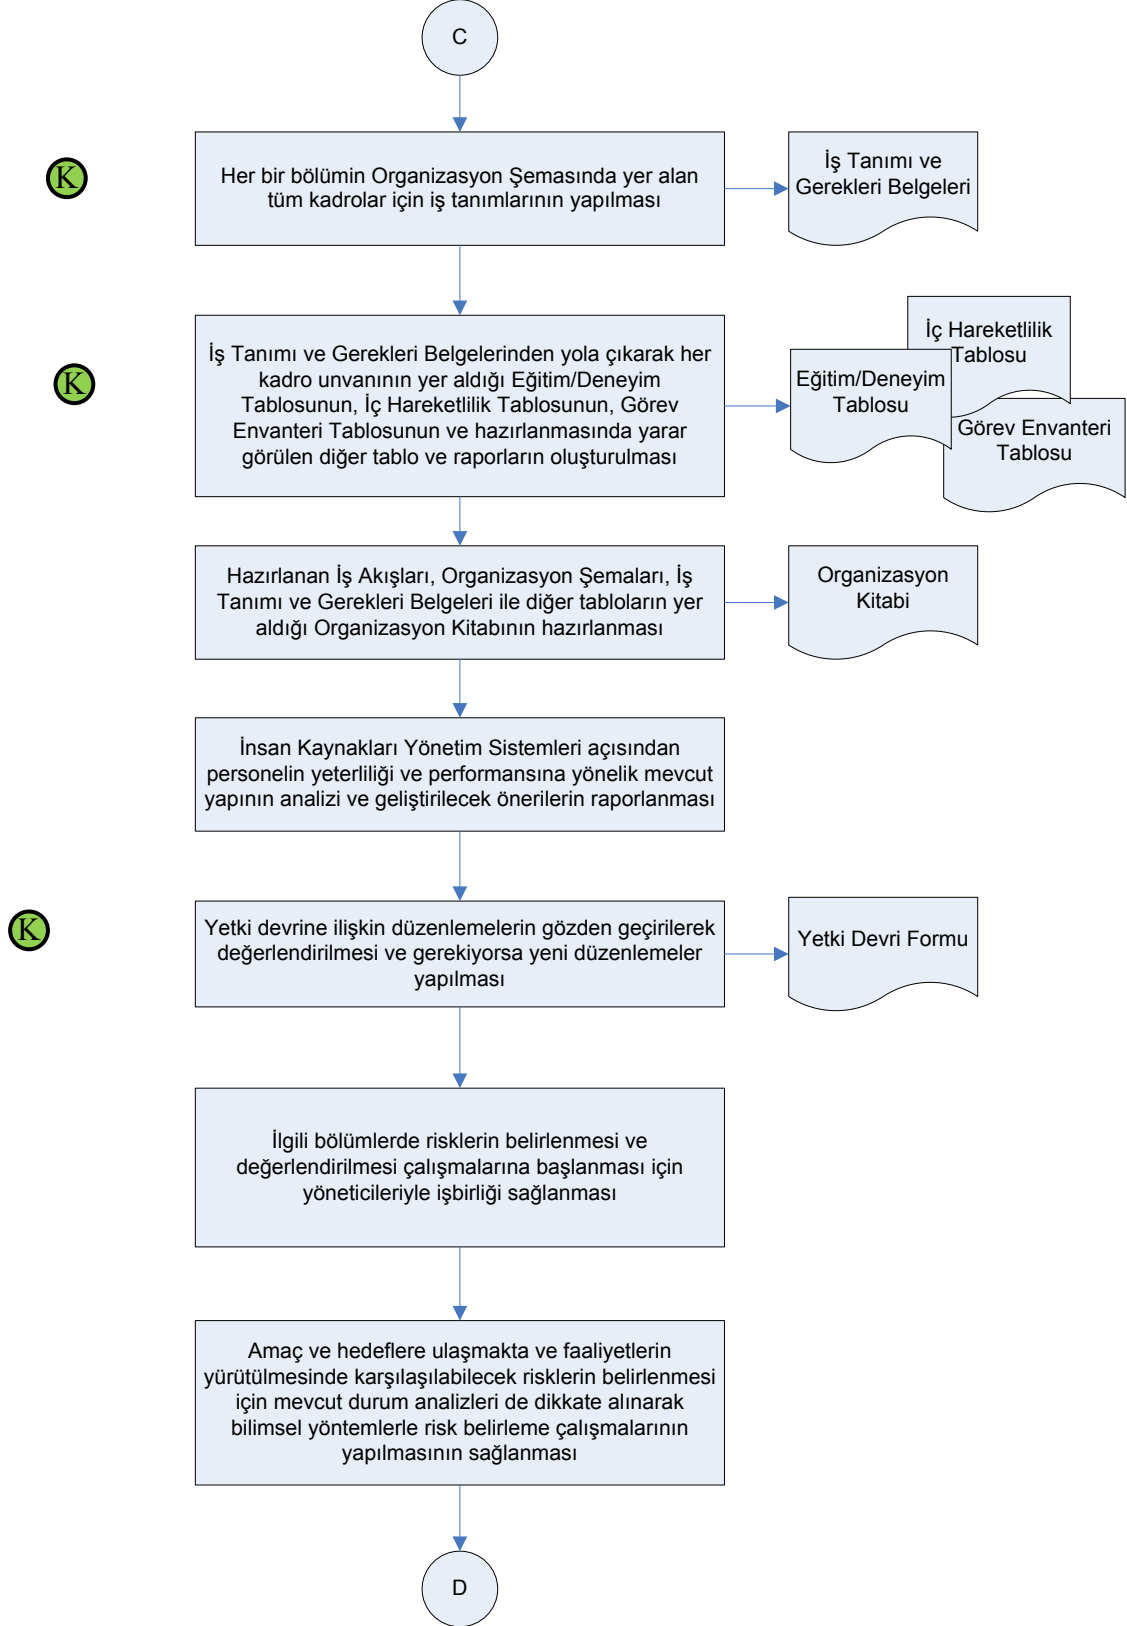 C
K
Her bir bölümin Organizasyon Şemasında yer alan
tüm kadrolar için iş tanımlarının yapılması
İş Tanımı ve
Gerekleri Belgeleri
K
İş Tanımı ve Gerekleri Belgelerinden yola çıkarak her
kadro unvanının yer aldığı Eğitim/Deneyim
Tablosunun, İç Hareketlilik Tablosunun, Görev
Envanteri Tablosunun ve hazırlanmasında yarar
görülen diğer tablo ve raporların oluşturulması
Eğitim/Deneyim
Tablosu
İç Hareketlilik
Tablosu
Görev Envanteri
Tablosu
Hazırlanan İş Akışları, Organizasyon Şemaları, İş
Tanımı ve Gerekleri Belgeleri ile diğer tabloların yer
aldığı Organizasyon Kitabının hazırlanması
Organizasyon
Kitabi
İnsan Kaynakları Yönetim Sistemleri açısından
personelin yeterliliği ve performansına yönelik mevcut
yapının analizi ve geliştirilecek önerilerin raporlanması
K
Yetki devrine ilişkin düzenlemelerin gözden geçirilerek
değerlendirilmesi ve gerekiyorsa yeni düzenlemeler
yapılması
Yetki Devri Formu
İlgili bölümlerde risklerin belirlenmesi ve
değerlendirilmesi çalışmalarına başlanması için
yöneticileriyle işbirliği sağlanması
Amaç ve hedeflere ulaşmakta ve faaliyetlerin
yürütülmesinde karşılaşılabilecek risklerin belirlenmesi
için mevcut durum analizleri de dikkate alınarak
bilimsel yöntemlerle risk belirleme çalışmalarının
yapılmasının sağlanması
D